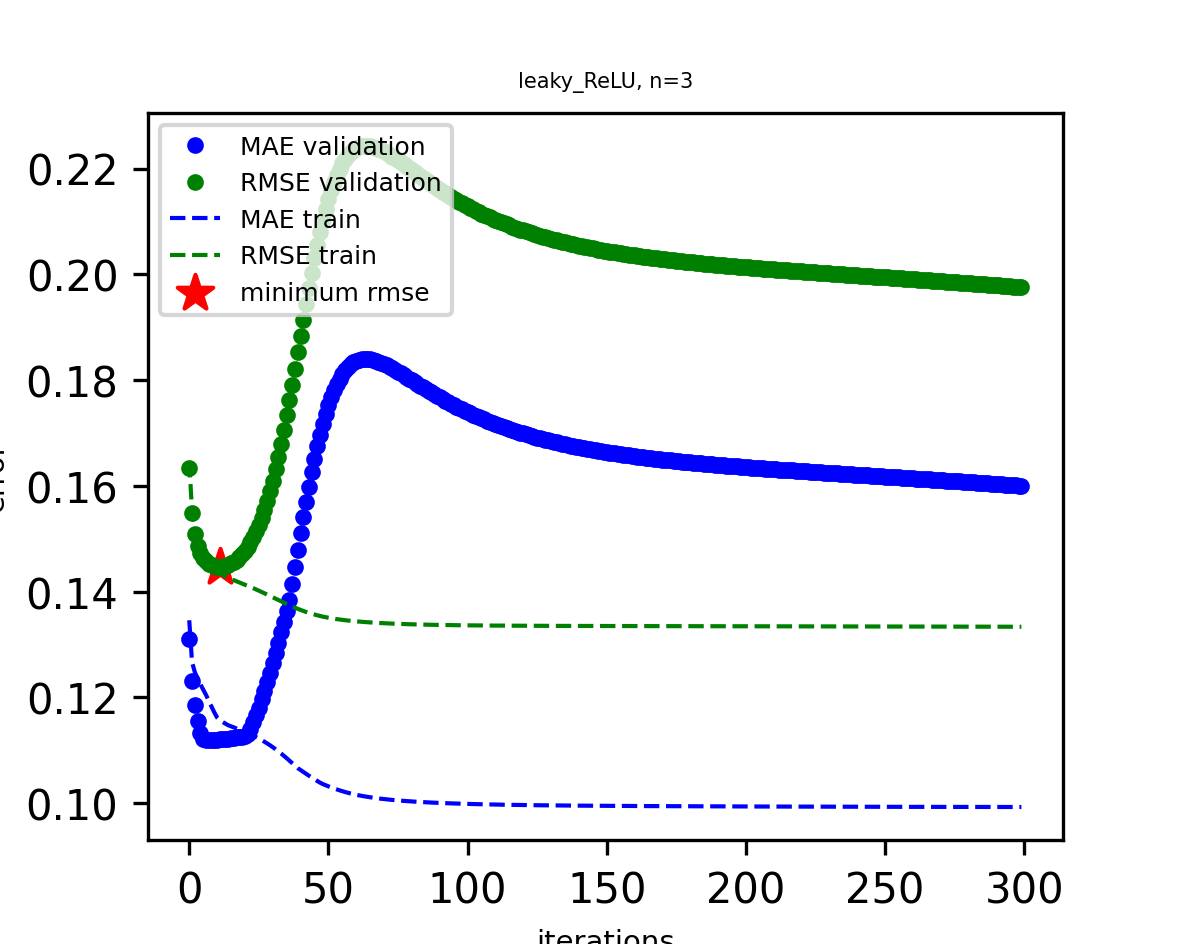 leaky_ReLU, n=3
MAE validation
RMSE validation
MAE train
RMSE train
minimum rmse
0.22
0.20
0.18
0.16
0.14
0.12
0.10
0 50 100 150 200 250 300
iterations